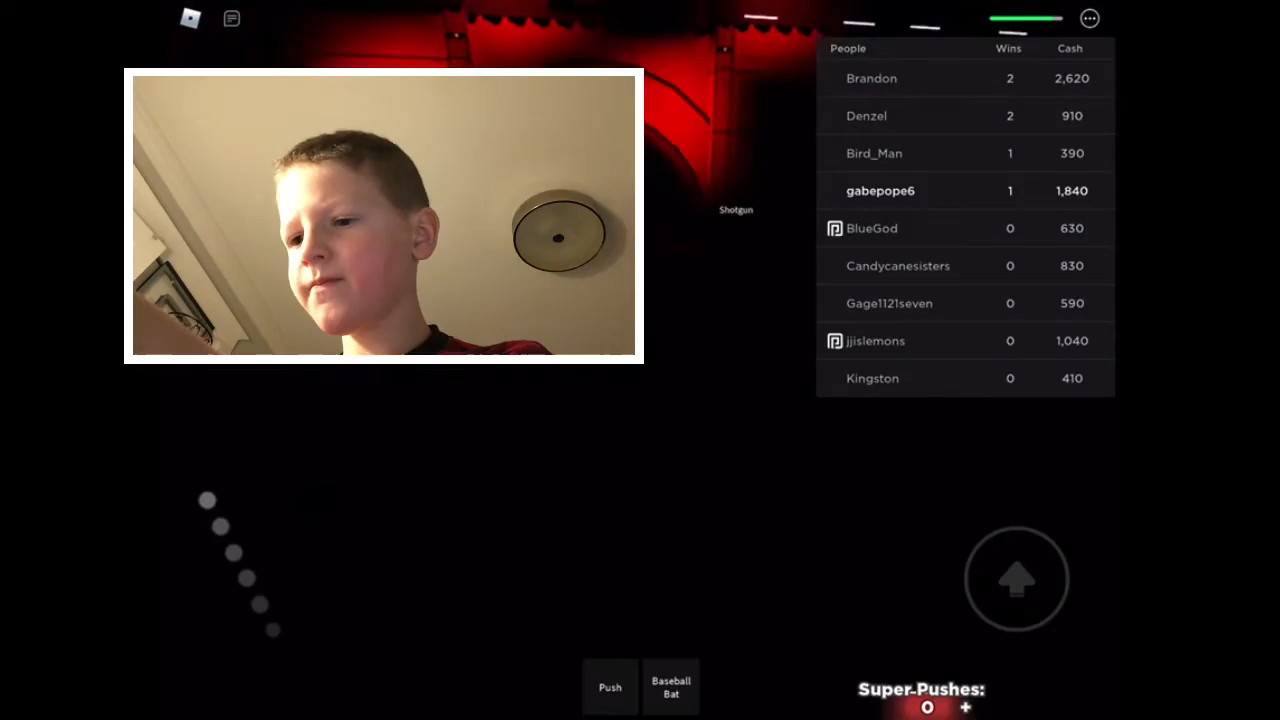 People Wins Cash
Brandon 2 2,620
Denzel 2 910
Bird_Man 1 390
gabepope6 1 1,840
BlueGod 0 630
Candycanesisters 0 830
Gage1121seven 0 590
jjislemons 0 1,040
Kingston 0 410
Shotgun
Push
Baseball
Bat
Super Pushes:
0 +